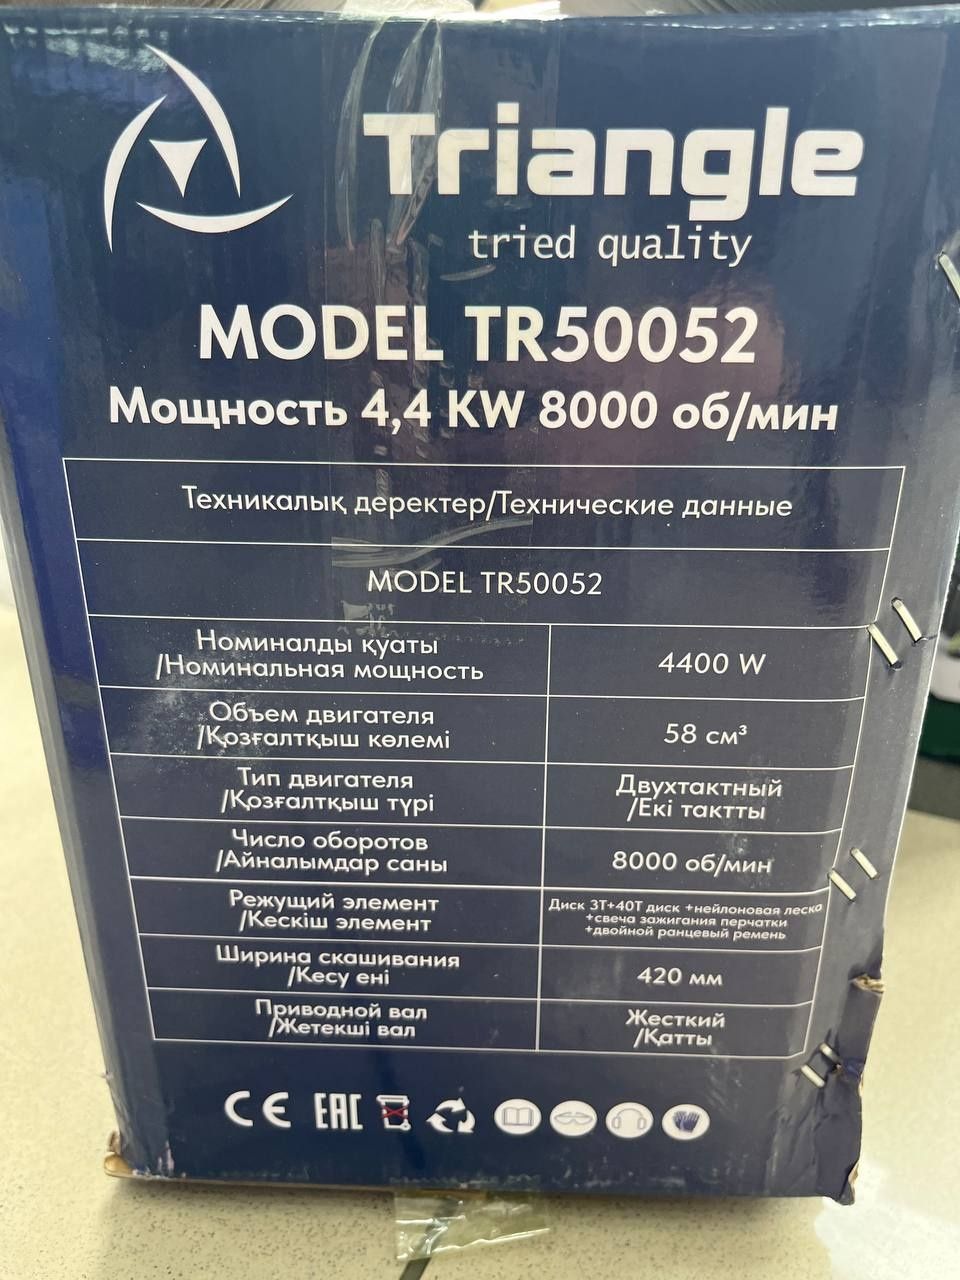 Triangle
tried quality
MODEL TR50052
Мощность 4,4 KW 8000 об/мин
Техникалық деректер/Технические данные
MODEL TR50052
Номиналды қуаты
/Номинальная мощность
4400 W
Объем двигателя
/Қозғалтқыш көлемі
58 см³
Тип двигателя
/Қозғалтқыш түрі
Двухтактный
/Екі тактты
Число оборотов
/Айналымдар саны
8000 об/мин
Режущий элемент
/Кескіш элемент
Диск 3Т+40Т диск +нейлоновая леска
+свеча зажигания перчатки
+двойной ранцевый ремень
Ширина скашивания
/Кесу ені
420 мм
Приводной вал
/Жетекші вал
Жесткий
/Қатты
CE EAC